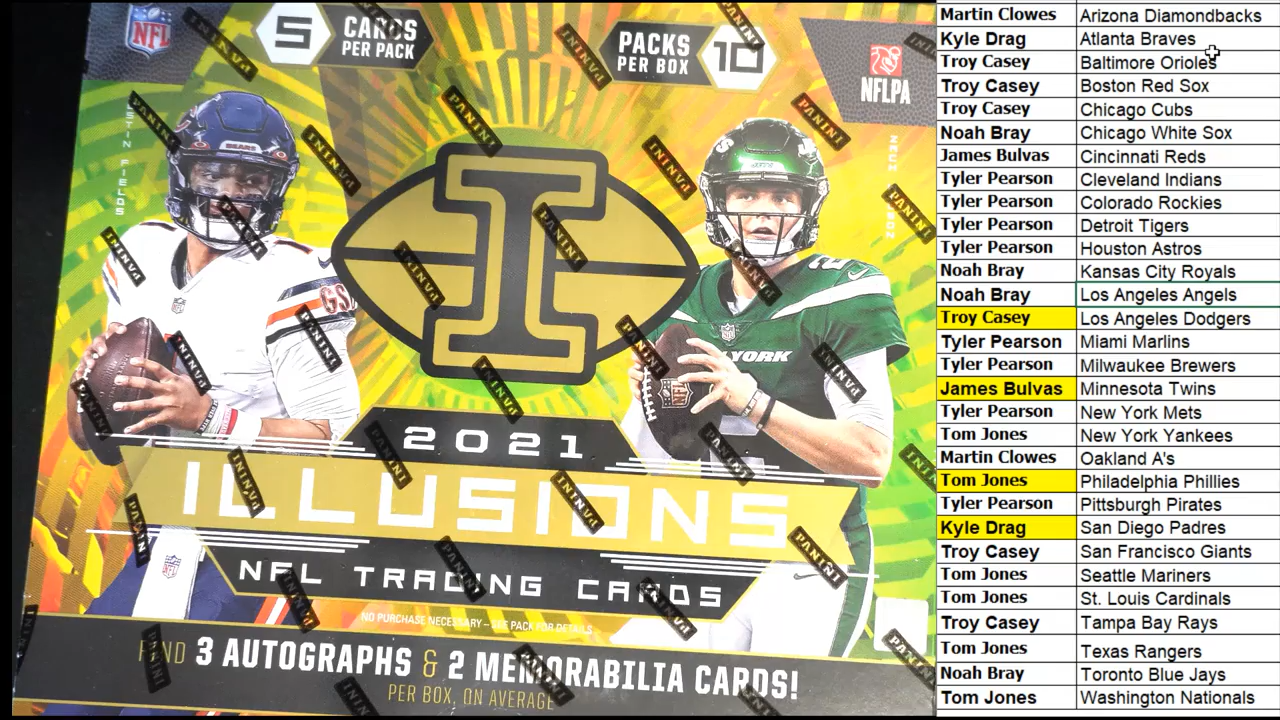 NFL
5 CARDS
PER PACK
PACKS
PER BOX 10
NFLPA
FIELDS
BEARS
GSH
YORK
2
I
2021
ILLUSIONS
NFL TRADING CARDS
NO PURCHASE NECESSARY – SEE PACK FOR DETAILS
FIND 3 AUTOGRAPHS & 2 MEMORABILIA CARDS!
PER BOX, ON AVERAGE
PANINI
Martin Clowes Arizona Diamondbacks
Kyle Drag Atlanta Braves
Troy Casey Baltimore Orioles
Troy Casey Boston Red Sox
Troy Casey Chicago Cubs
Noah Bray Chicago White Sox
James Bulvas Cincinnati Reds
Tyler Pearson Cleveland Indians
Tyler Pearson Colorado Rockies
Tyler Pearson Detroit Tigers
Tyler Pearson Houston Astros
Noah Bray Kansas City Royals
Noah Bray Los Angeles Angels
Troy Casey Los Angeles Dodgers
Tyler Pearson Miami Marlins
Tyler Pearson Milwaukee Brewers
James Bulvas Minnesota Twins
Tyler Pearson New York Mets
Tom Jones New York Yankees
Martin Clowes Oakland A's
Tom Jones Philadelphia Phillies
Tyler Pearson Pittsburgh Pirates
Kyle Drag San Diego Padres
Troy Casey San Francisco Giants
Tom Jones Seattle Mariners
Tom Jones St. Louis Cardinals
Troy Casey Tampa Bay Rays
Tom Jones Texas Rangers
Noah Bray Toronto Blue Jays
Tom Jones Washington Nationals